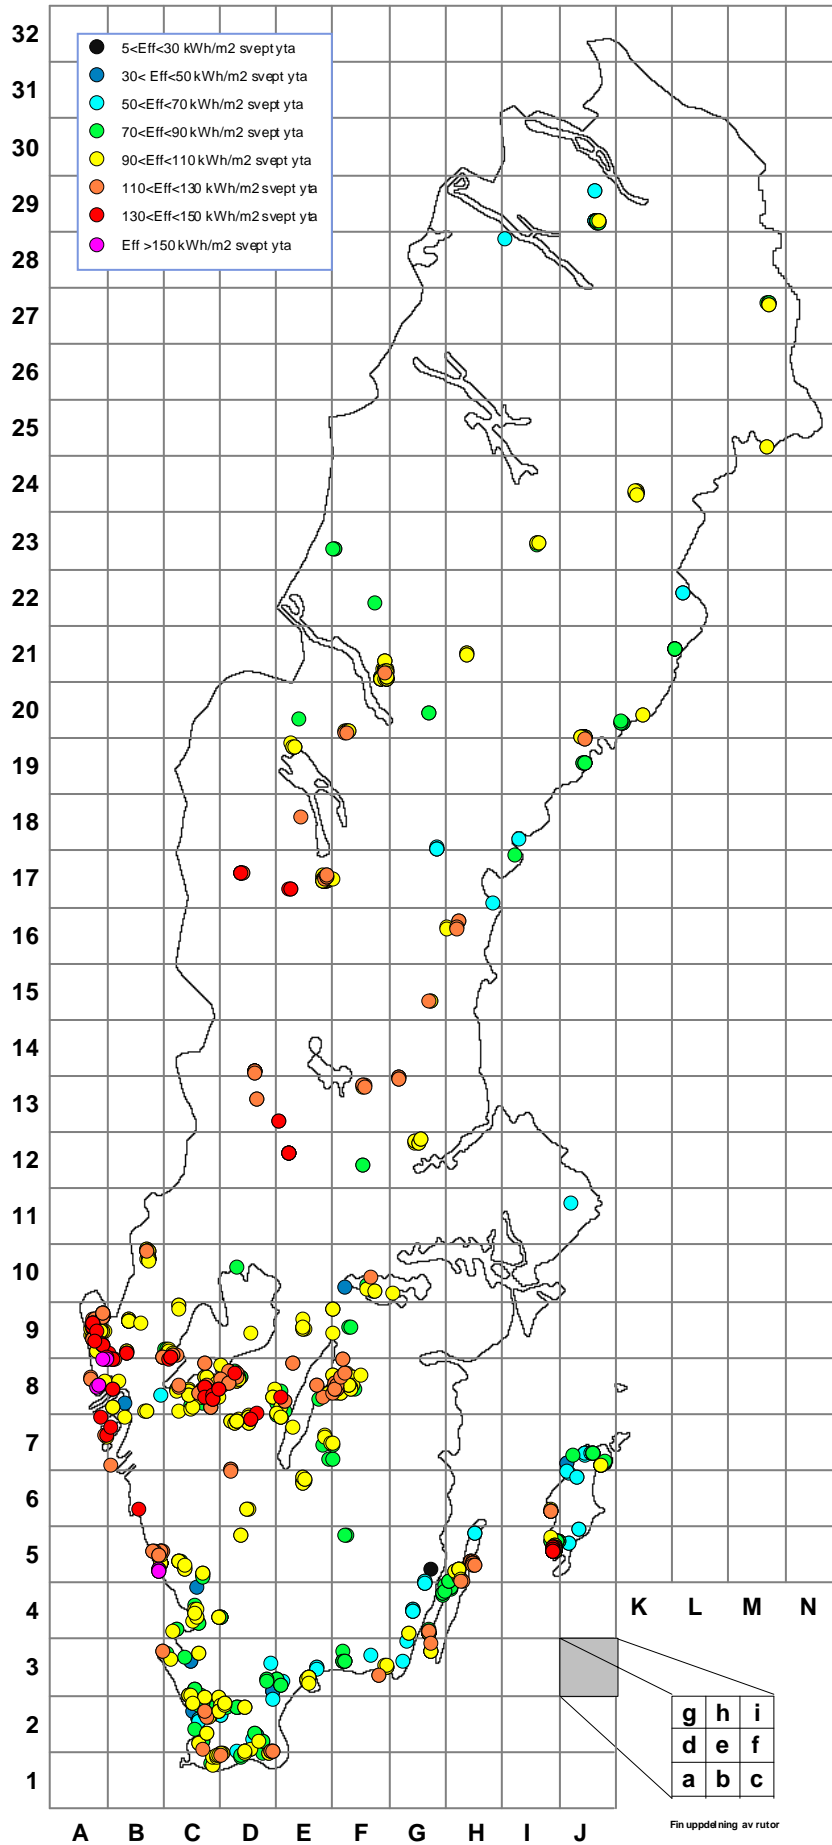 32
31
30
29
28
27
26
25
24
23
22
21
20
19
18
17
16
15
14
13
12
11
10
9
8
7
6
5
4
3
2
1
5<Eff<30 kWh/m2 svept yta
30< Eff<50 kWh/m2 svept yta
50<Eff<70 kWh/m2 svept yta
70<Eff<90 kWh/m2 svept yta
90<Eff<110 kWh/m2 svept yta
110<Eff<130 kWh/m2 svept yta
130<Eff<150 kWh/m2 svept yta
Eff >150 kWh/m2 svept yta
K L M N
g h i
d e f
a b c
Fin uppdelning av rutor
A B C D E F G H I J